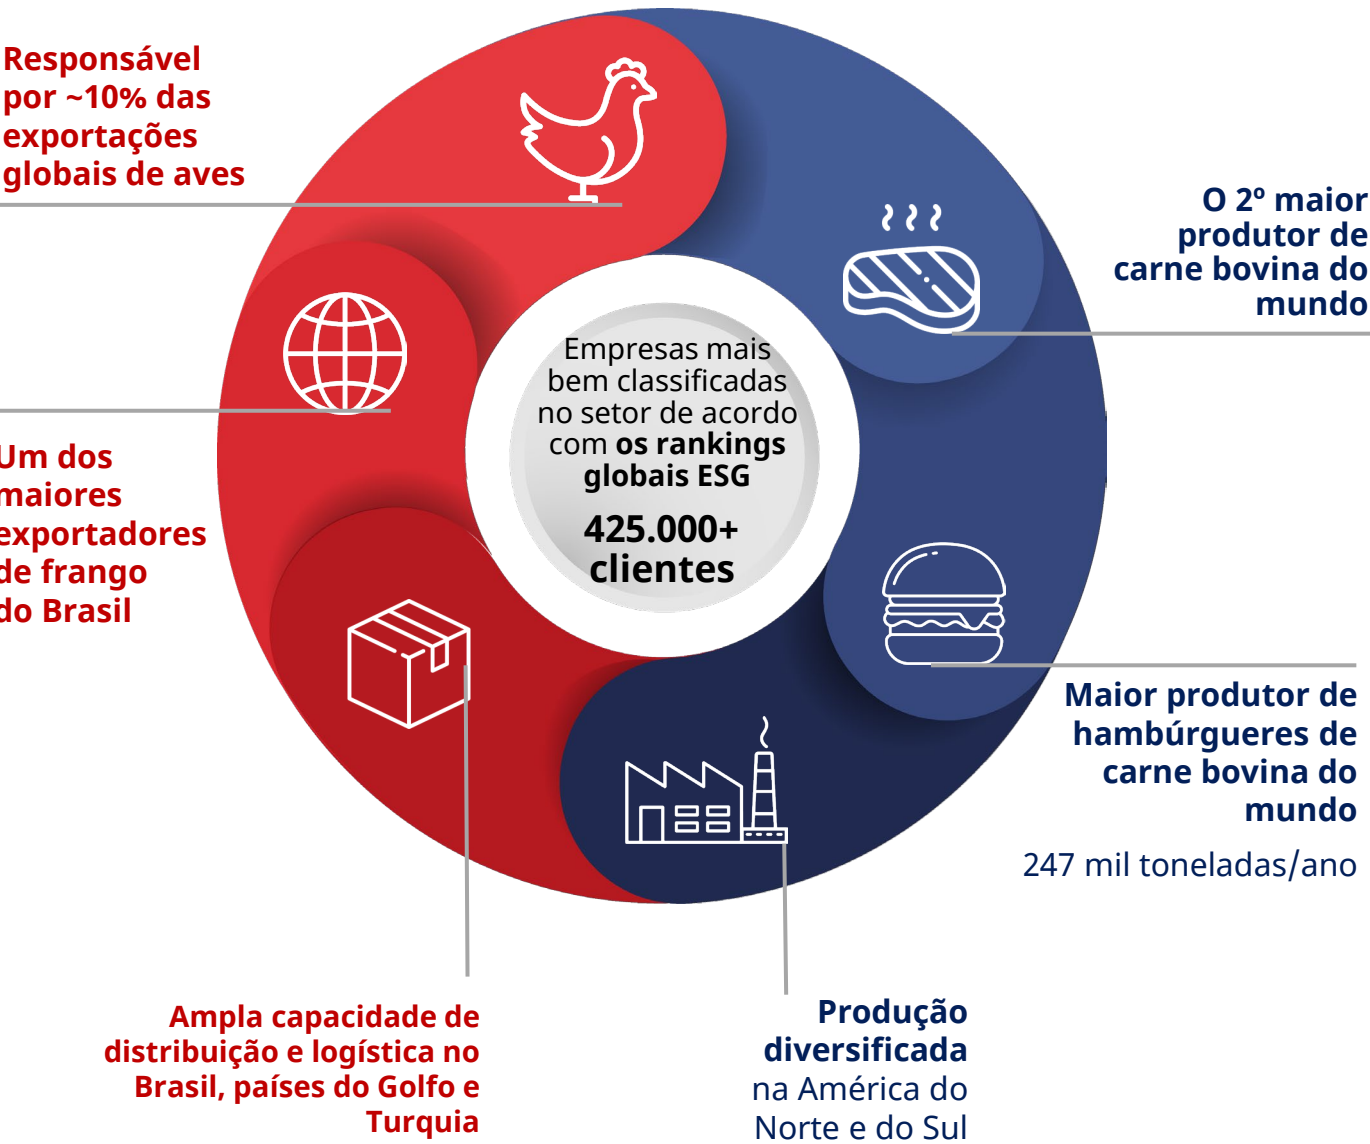 Responsável
por ~10% das
exportações
globais de aves
O 2º maior
produtor de
carne bovina do
mundo
Empresas mais
bem classificadas
no setor de acordo
com os rankings
globais ESG
425.000+
clientes
Um dos
maiores
exportadores
de frango
do Brasil
Maior produtor de
hambúrgueres de
carne bovina do
mundo
247 mil toneladas/ano
Ampla capacidade de
distribuição e logística no
Brasil, países do Golfo e
Turquia
Produção
diversificada
na América do
Norte e do Sul